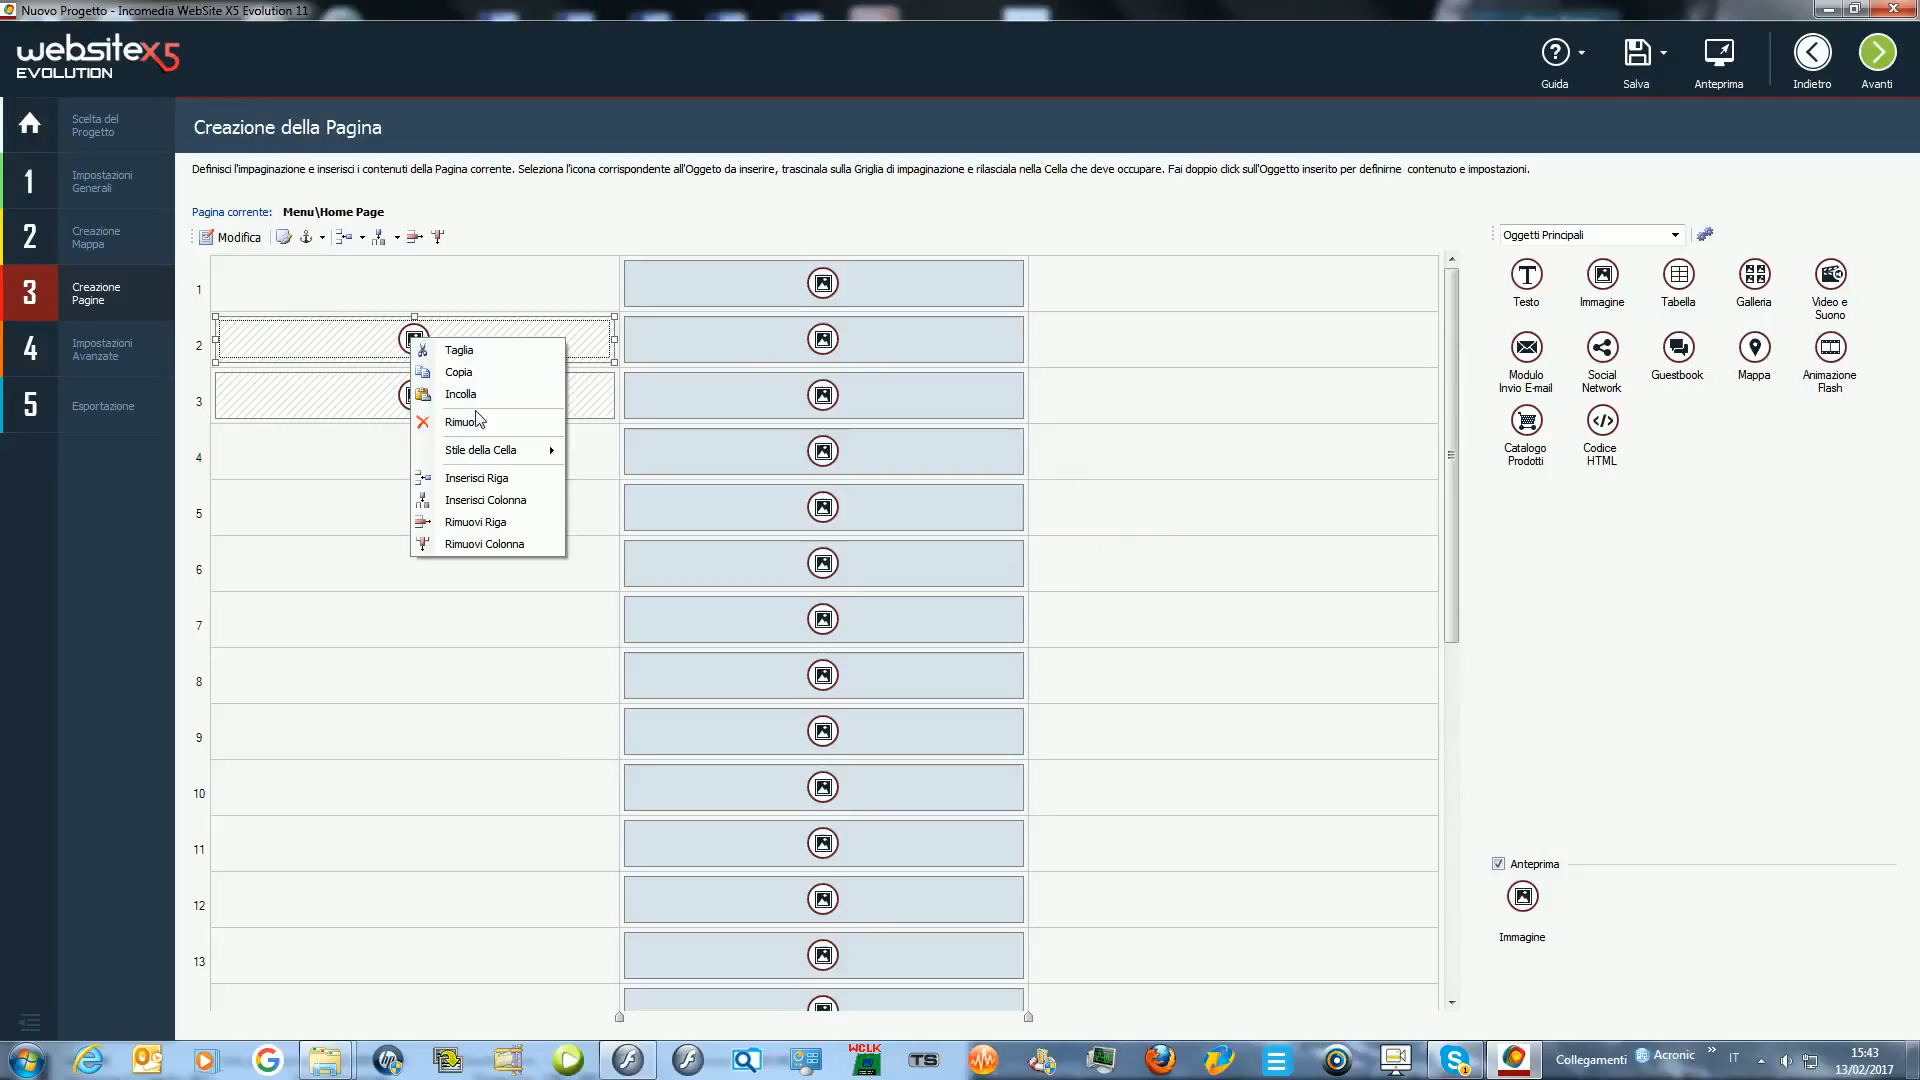 Nuovo Progetto - Incomedia WebSite X5 Evolution 11
websitex5
EVOLUTION
Guida
Salva
Anteprima
Indietro
Avanti
Scelta del
Progetto
1
Impostazioni
Generali
2
Creazione
Mappa
3
Creazione
Pagine
4
Impostazioni
Avanzate
5
Esportazione
Creazione della Pagina
Definisci l'impaginazione e inserisci i contenuti della Pagina corrente. Seleziona l'icona corrispondente all'Oggeto da inserire, trascinala sulla Griglia di impaginazione e rilasciala nella Cella che deve occupare. Fai doppio click sull'Oggetto inserito per definirne contenuto e impostazioni.
Pagina corrente: Menu\Home Page
Modifica
1
2
3
4
5
6
7
8
9
10
11
12
13
Taglia
Copia
Incolla
Stile della Cella
Inserisci Riga
Inserisci Colonna
Rimuovi Riga
Rimuovi Colonna
Oggetti Principali
Testo
Immagine
Tabella
Galleria
Video e
Suono
Modulo
Invio E-mail
Social
Network
Guestbook
Mappa
Animazione
Flash
Catalogo
Prodotti
Codice
HTML
Anteprima
Immagine
WCLK
TS
Collegamenti
Acronic
IT
15:43
13/02/2017